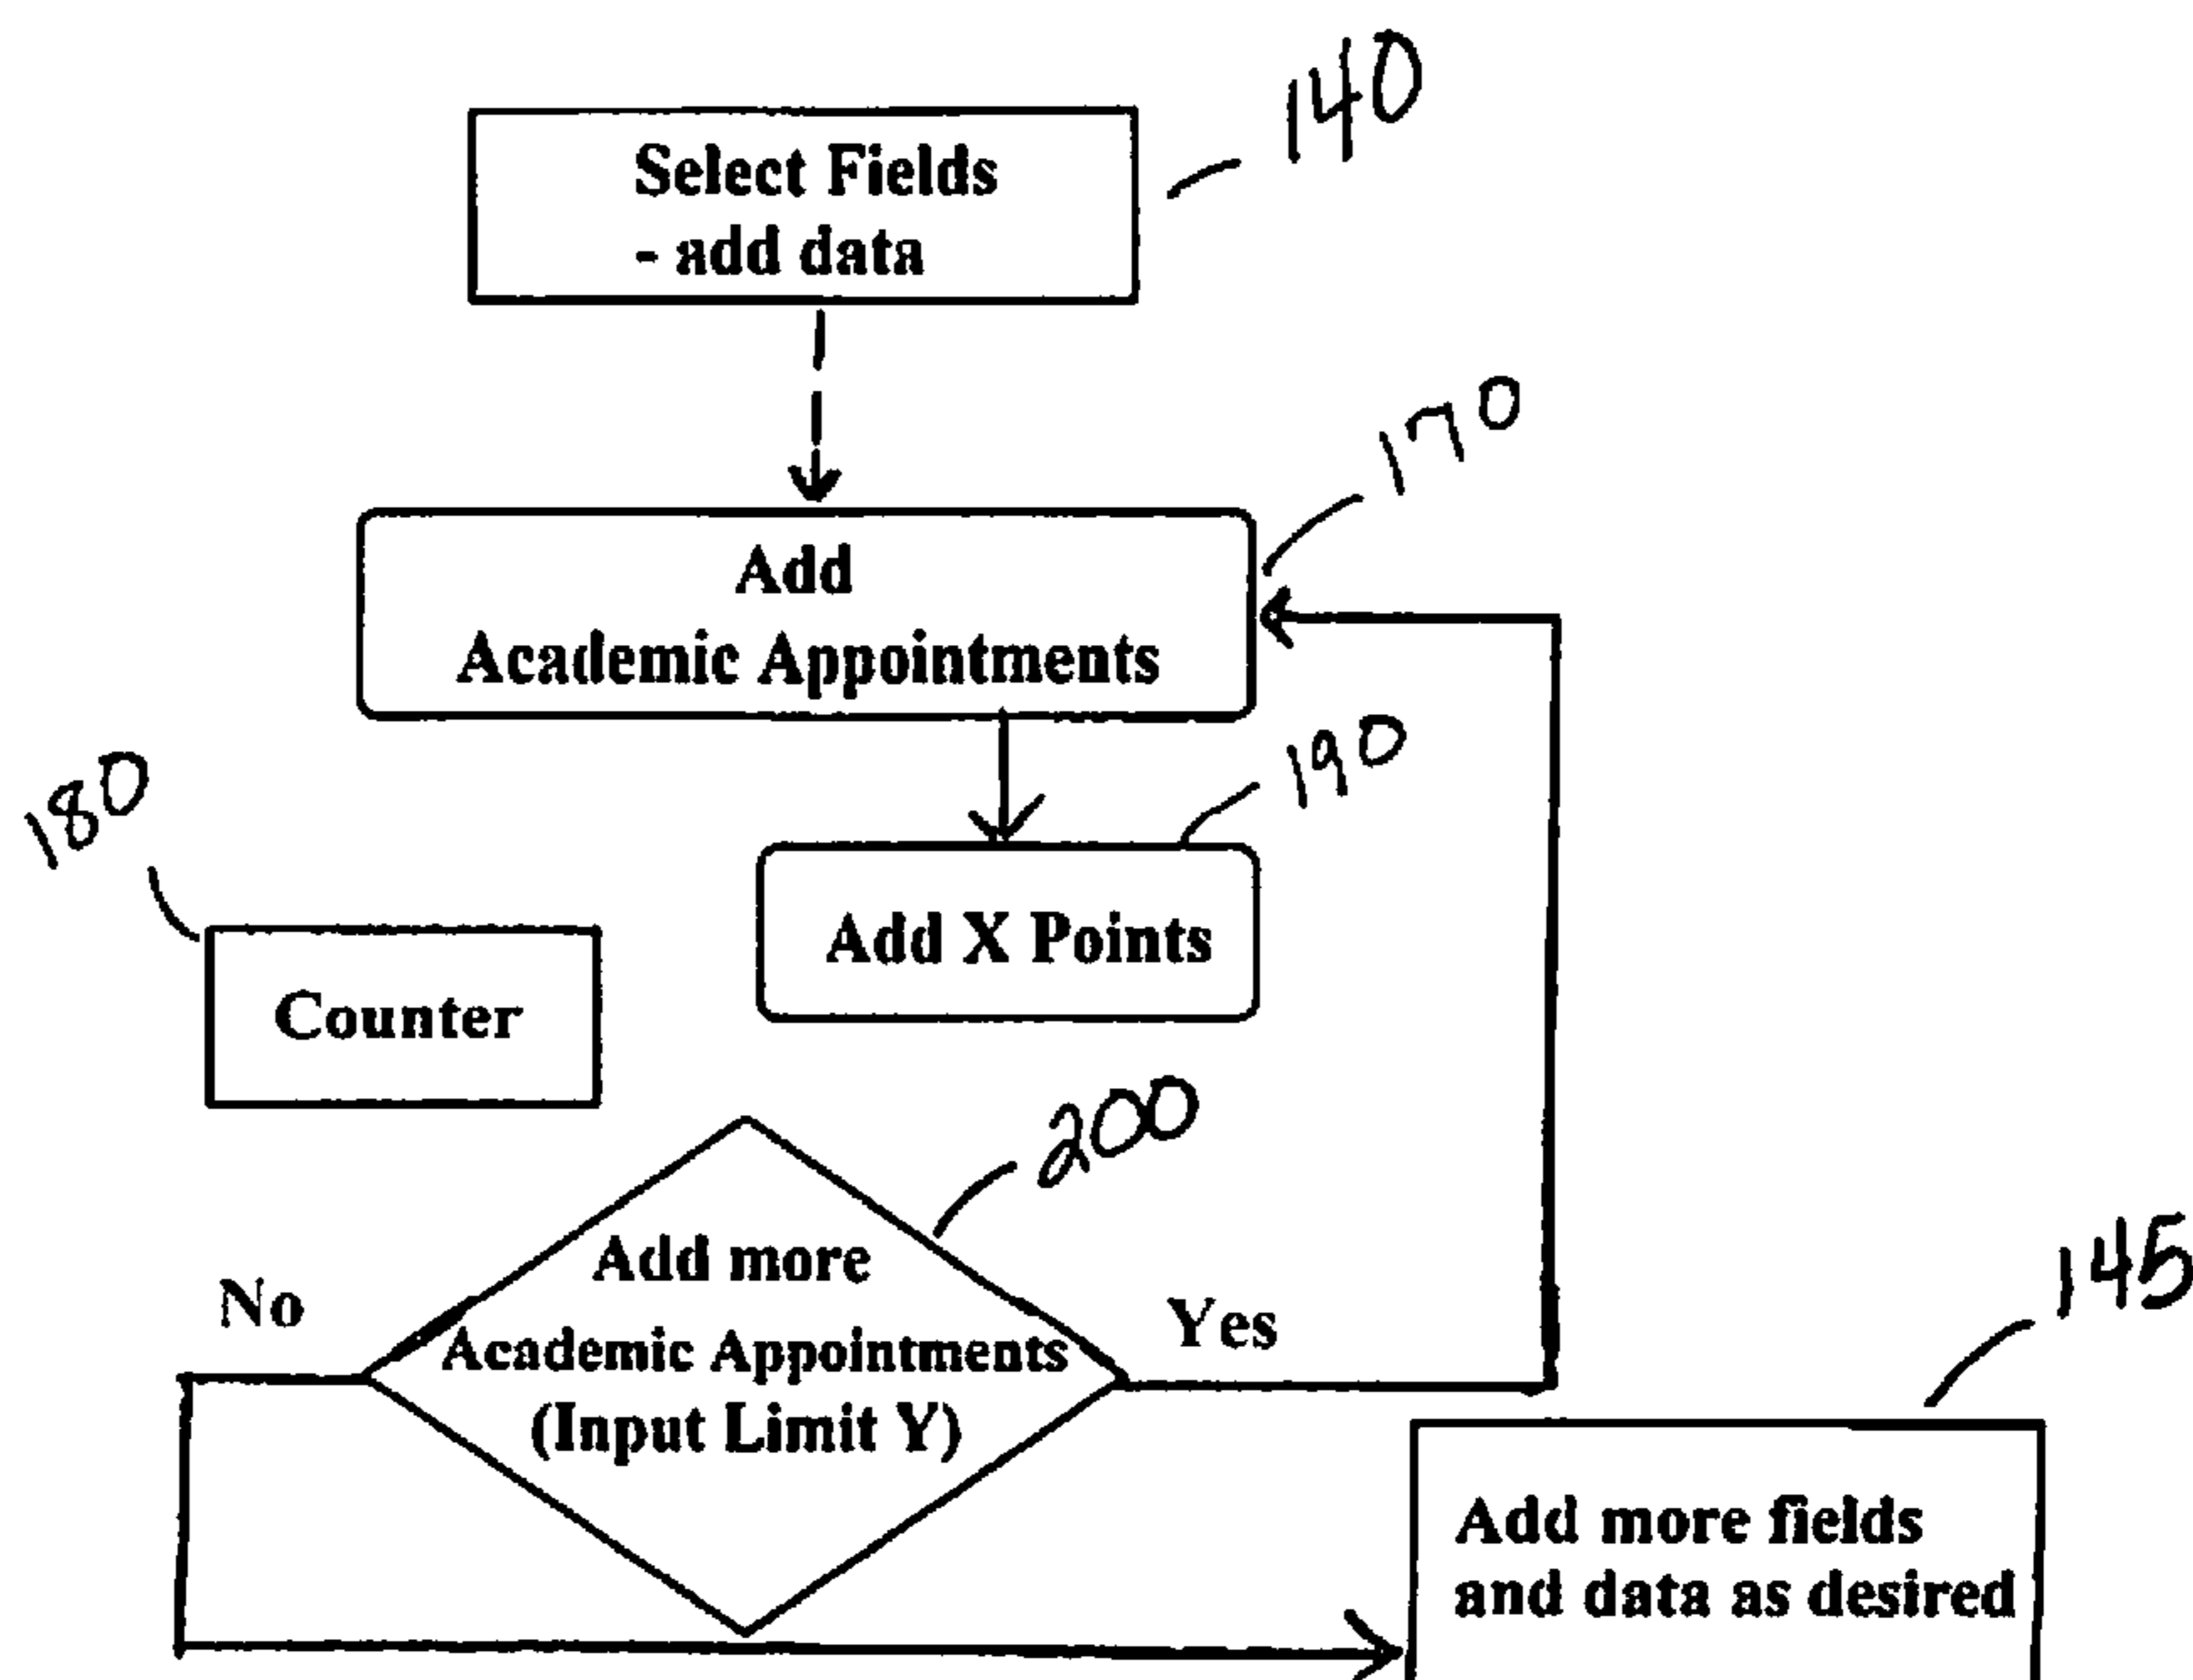 140
Select Fields
- add data
170
Add
Academic Appointments
190
180
Add X Points
Counter
200
Add more
Academic Appointments
(Input Limit Y)
No
Yes
145
Add more fields
and data as desired